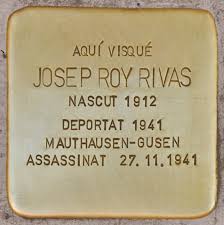 AQUÍ VISQUÉ
JOSEP ROY RIVAS
NASCUT 1912
DEPORTAT 1941
MAUTHAUSEN-GUSEN
ASSASSINAT 27.11.1941